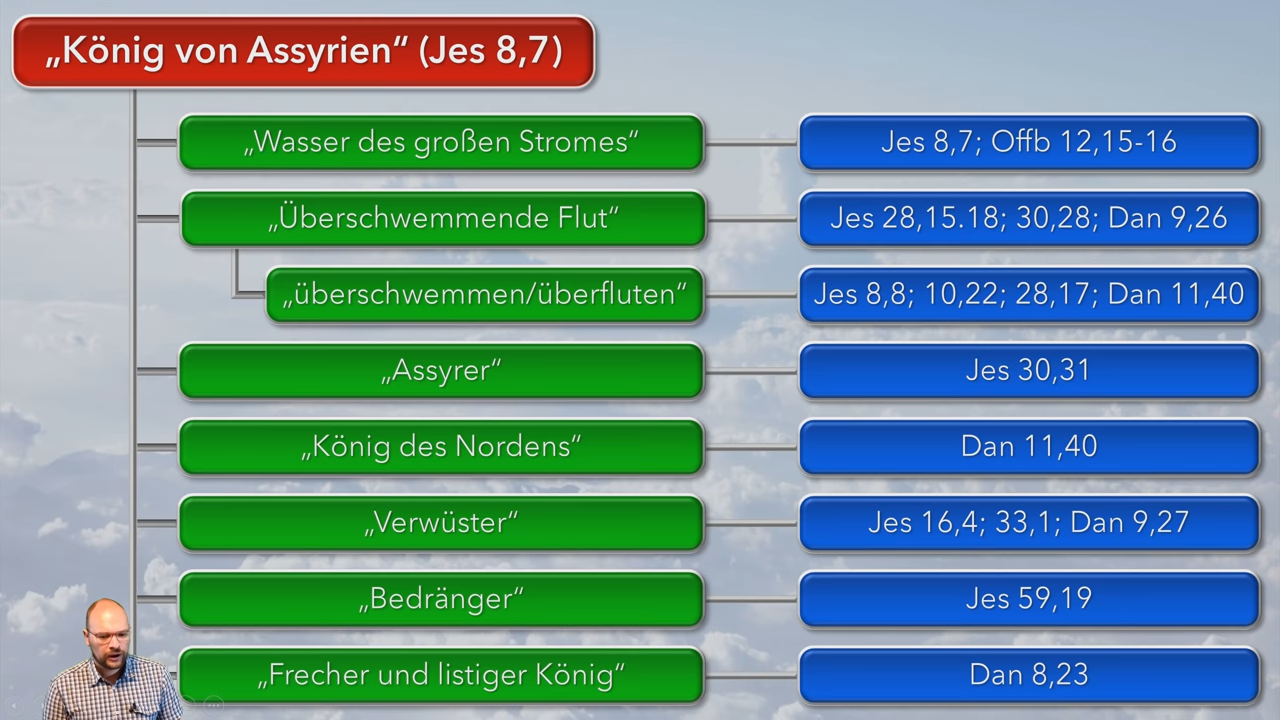 „König von Assyrien“ (Jes 8,7)
„Wasser des großen Stromes“ Jes 8,7; Offb 12,15-16
„Überschwemmende Flut“ Jes 28,15.18; 30,28; Dan 9,26
„überschwemmen/überfluten“ Jes 8,8; 10,22; 28,17; Dan 11,40
„Assyrer“ Jes 30,31
„König des Nordens“ Dan 11,40
„Verwüster“ Jes 16,4; 33,1; Dan 9,27
„Bedränger“ Jes 59,19
„Frecher und listiger König“ Dan 8,23